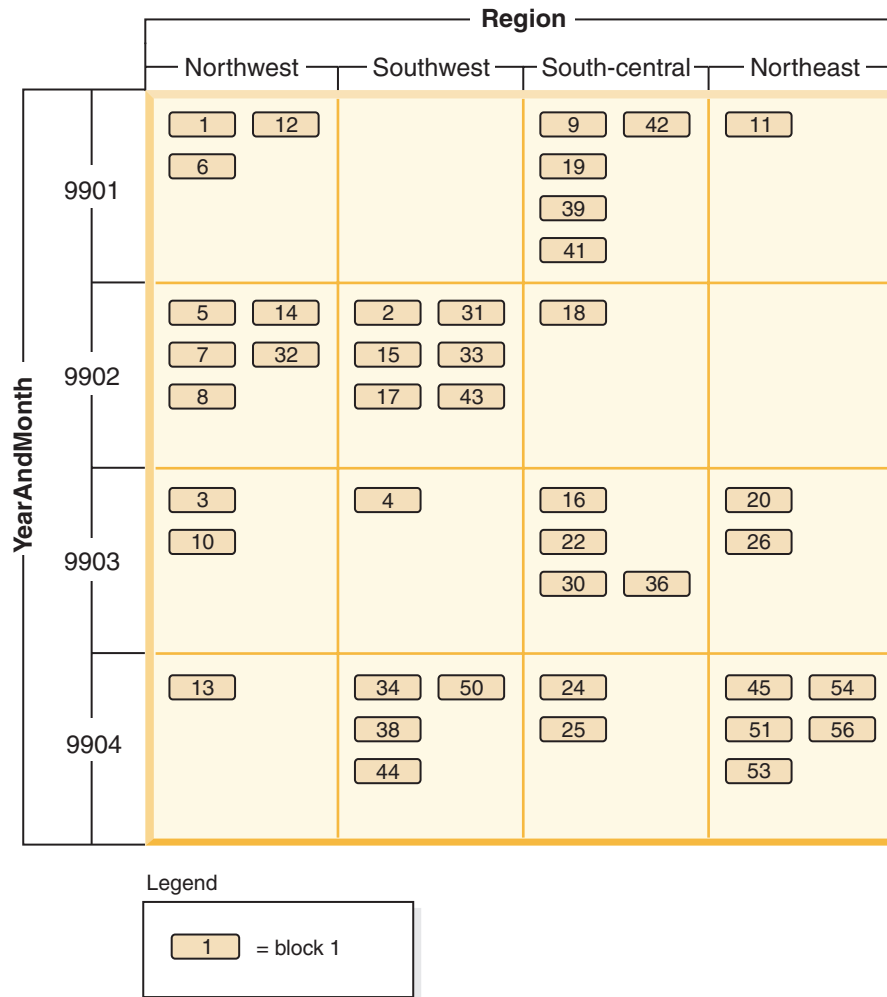 Region
Northwest Southwest South-central Northeast
1 12 9 42 11
6 19
9901
39
41
5 14 2 31 18
7 32 15 33
9902
8 17 43
3 4 16 20
10 22 26
9903
30 36
13 34 50 24 45 54
38 25 51 56
9904
44 53
YearAndMonth
Legend
1 = block 1